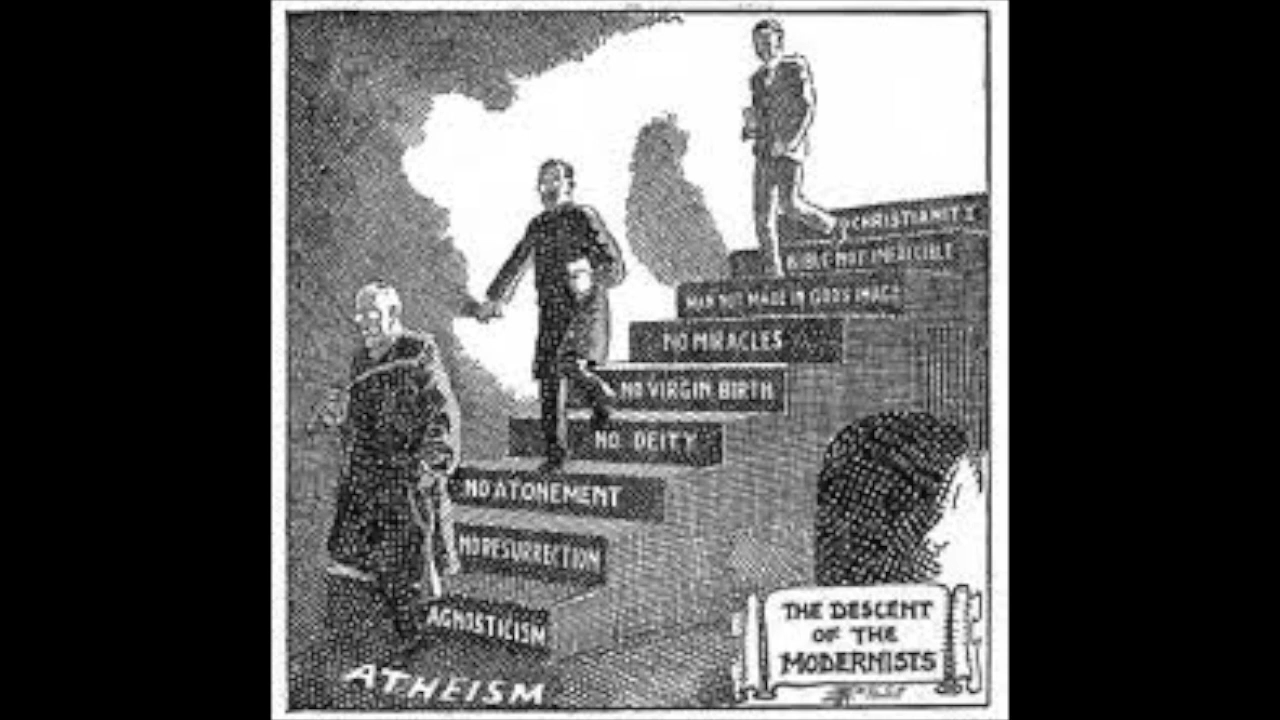 CHRISTIANITY
BIBLE NOT INFALLIBLE
MAN NOT MADE IN GOD'S IMAGE
NO MIRACLES
NO VIRGIN BIRTH
NO DEITY
NO ATONEMENT
NO RESURRECTION
AGNOSTICISM
ATHEISM
THE DESCENT
OF THE
MODERNISTS